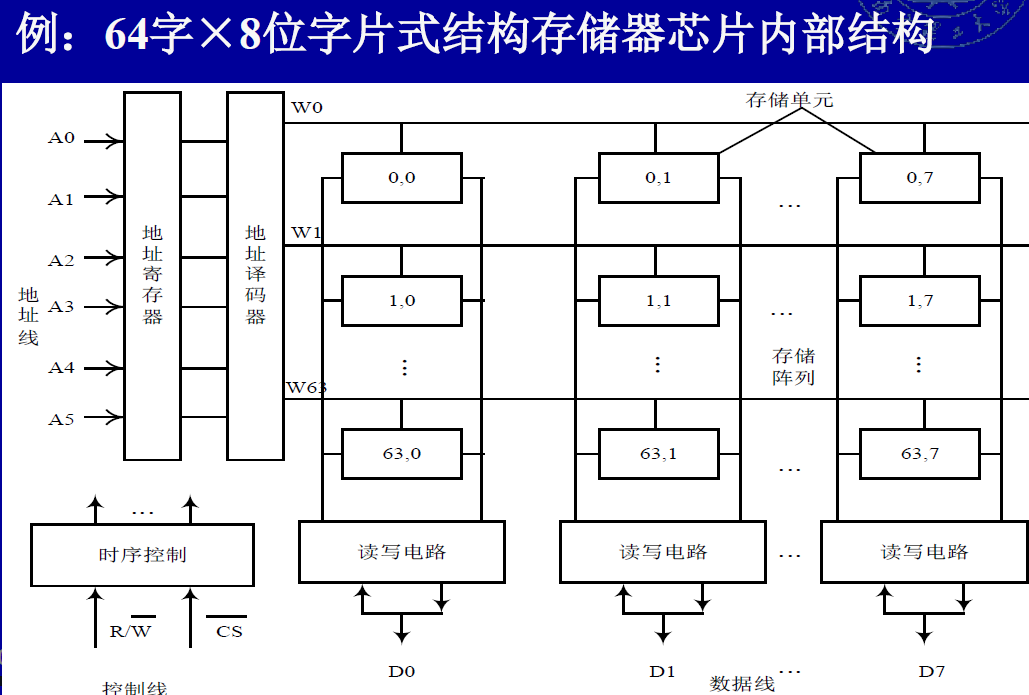 例：64字×8位字片式结构存储器芯片内部结构
存储单元
W0
A0
0,0
0,1
0,7
A1
...
W1
地址寄存器
地址译码器
A2
地址线
A3
1,0
1,1
1,7
...
A4
存储
阵列
W63
A5
63,0
63,1
63,7
...
...
时序控制
读写电路
读写电路
...
读写电路
R/W
CS
D0
D1
...
D7
控制线
数据线